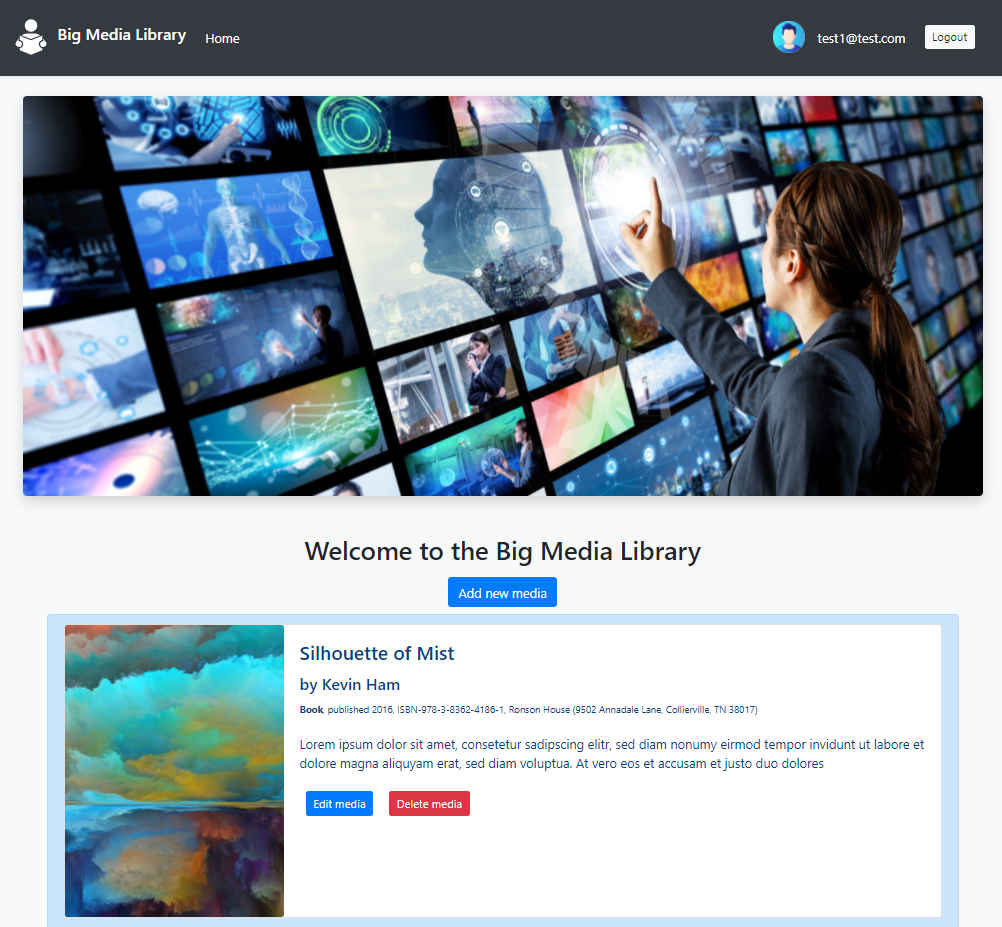 Big Media Library
Home
test1@test.com
Logout
Welcome to the Big Media Library
Add new media
Silhouette of Mist
by Kevin Ham
Book, published 2016, ISBN-978-3-8362-4186-1, Ronson House (9502 Annadale Lane, Collierville, TN 38017)
Lorem ipsum dolor sit amet, consetetur sadipscing elitr, sed diam nonumy eirmod tempor invidunt ut labore et
dolore magna aliquyam erat, sed diam voluptua. At vero eos et accusam et justo duo dolores
Edit media
Delete media